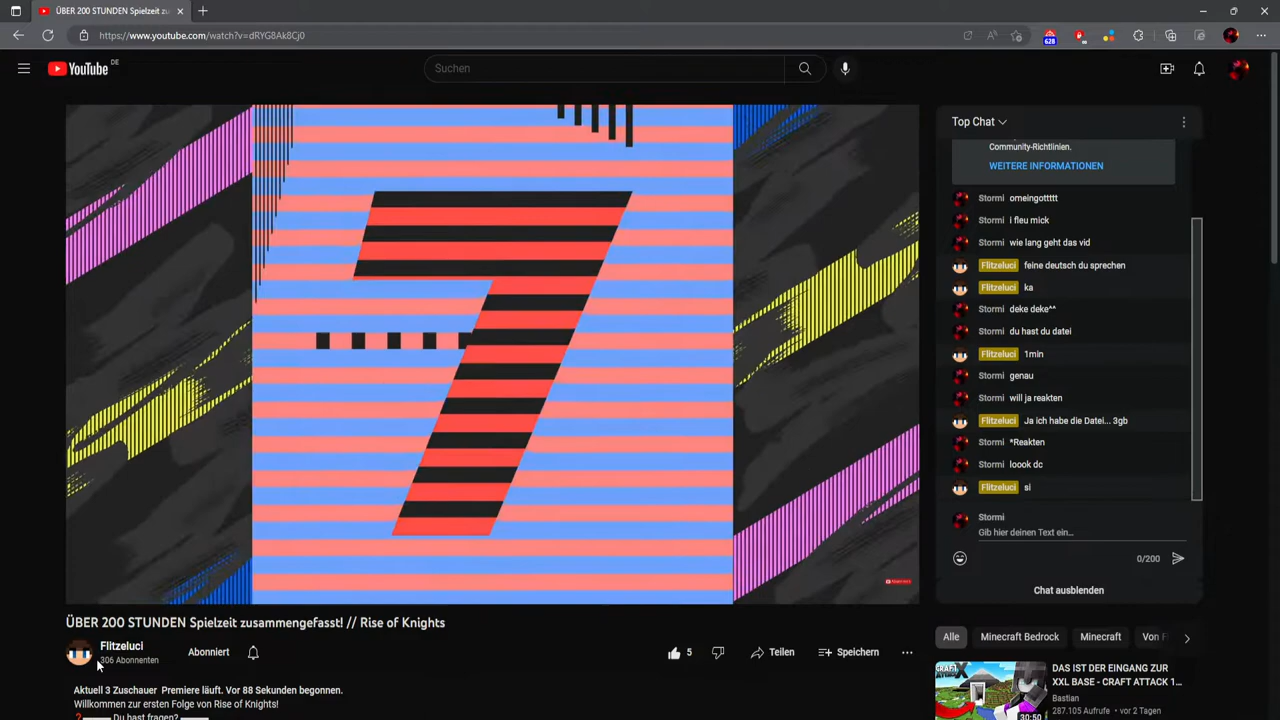 ÜBER 200 STUNDEN Spielzeit zu
https://www.youtube.com/watch?v=dRYG8Ak8Cj0
628
YouTube DE
Suchen
7
Top Chat
Community-Richtlinien.
WEITERE INFORMATIONEN
Stormi omeingottttt
Stormi i fleu mick
Stormi wie lang geht das vid
Flitzeluci feine deutsch du sprechen
Flitzeluci ka
Stormi deke deke^^
Stormi du hast du datei
Flitzeluci 1min
Stormi genau
Stormi will ja reakten
Flitzeluci Ja ich habe die Datei... 3gb
Stormi *Reakten
Stormi loook dc
Flitzeluci si
Stormi
Gib hier deinen Text ein...
0/200
Chat ausblenden
ÜBER 200 STUNDEN Spielzeit zusammengefasst! // Rise of Knights
Flitzeluci
306 Abonnenten
Abonniert
5
Teilen
Speichern
Aktuell 3 Zuschauer Premiere läuft. Vor 88 Sekunden begonnen.
Willkommen zur ersten Folge von Rise of Knights!
Du hast fragen?
Alle
Minecraft Bedrock
Minecraft
Von F
DAS IST DER EINGANG ZUR
XXL BASE - CRAFT ATTACK 1...
Bastian
287.105 Aufrufe • vor 2 Tagen
30:50